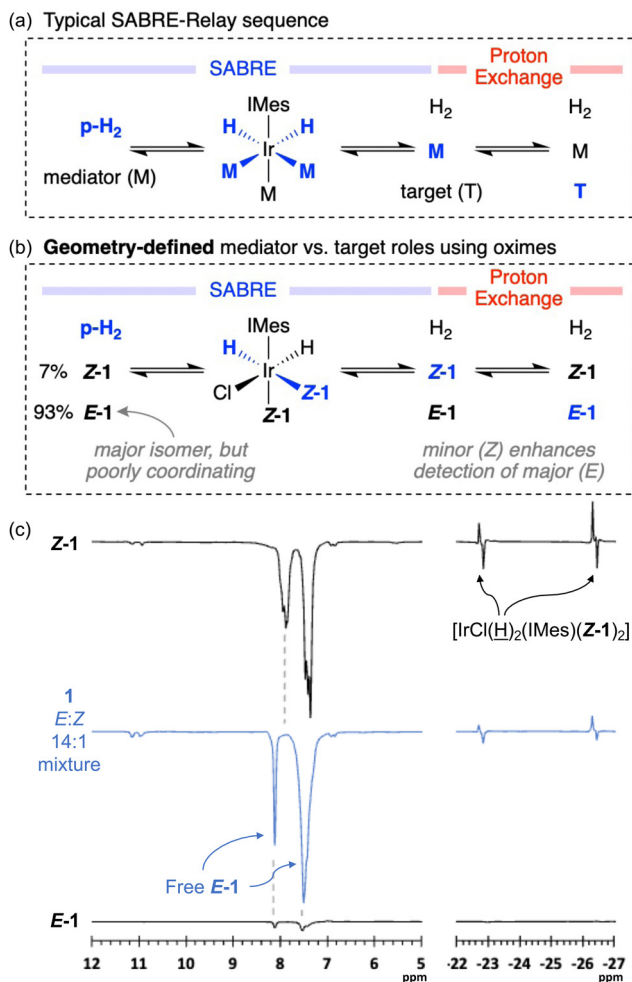 (a) Typical SABRE-Relay sequence
SABRE
Proton
Exchange
p-H2
mediator (M)
IMes
H H
Ir
M M
M
H2
M
target (T)
H2
M
T
(b) Geometry-defined mediator vs. target roles using oximes
SABRE
Proton
Exchange
p-H2
7% Z-1
93% E-1
major isomer, but
poorly coordinating
IMes
H H
Ir
Cl Z-1
Z-1
H2
Z-1
E-1
H2
Z-1
E-1
minor (Z) enhances
detection of major (E)
(c)
Z-1
[IrCl(H)2(IMes)(Z-1)2]
1
E:Z
14:1
mixture
Free E-1
E-1
12 11 10 9 8 7 6 5
ppm
-22 -23 -24 -25 -26 -27
ppm